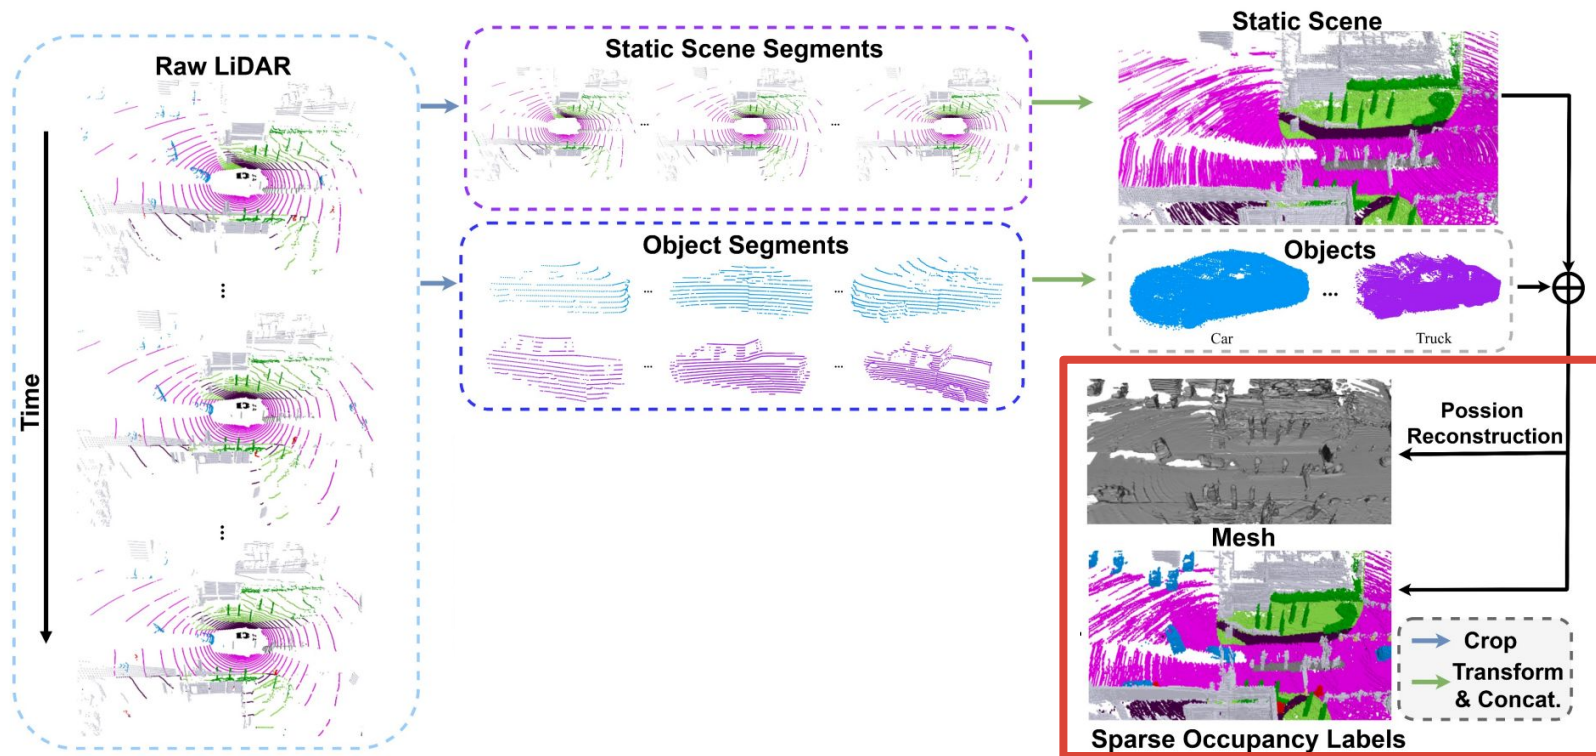 Raw LiDAR
Time
...
...
Static Scene Segments
... ...
Object Segments
... ...
... ...
Static Scene
Objects
...
Car Truck
Possion
Reconstruction
Mesh
Sparse Occupancy Labels
Crop
Transform
& Concat.